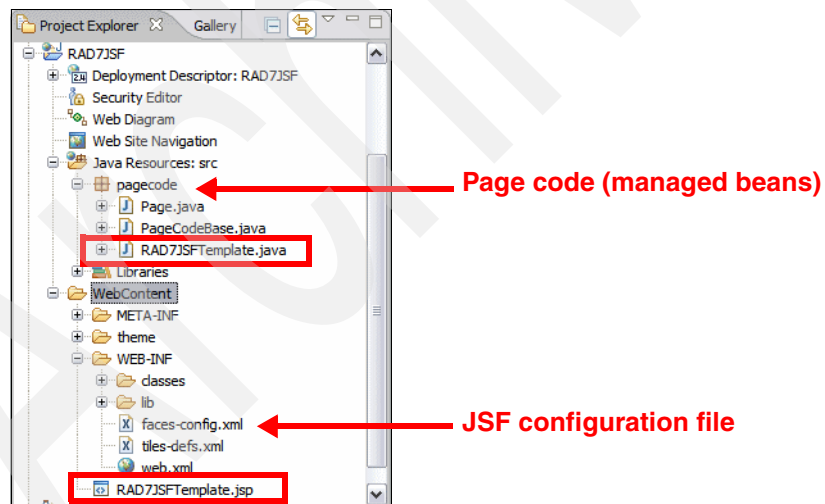 Project Explorer Gallery
RAD7JSF
Deployment Descriptor: RAD7JSF
Security Editor
Web Diagram
Web Site Navigation
Java Resources: src
pagecode
Page code (managed beans)
Page.java
PageCodeBase.java
RAD7JSFTemplate.java
Libraries
WebContent
META-INF
theme
WEB-INF
classes
lib
faces-config.xml
JSF configuration file
tiles-defs.xml
web.xml
RAD7JSFTemplate.jsp